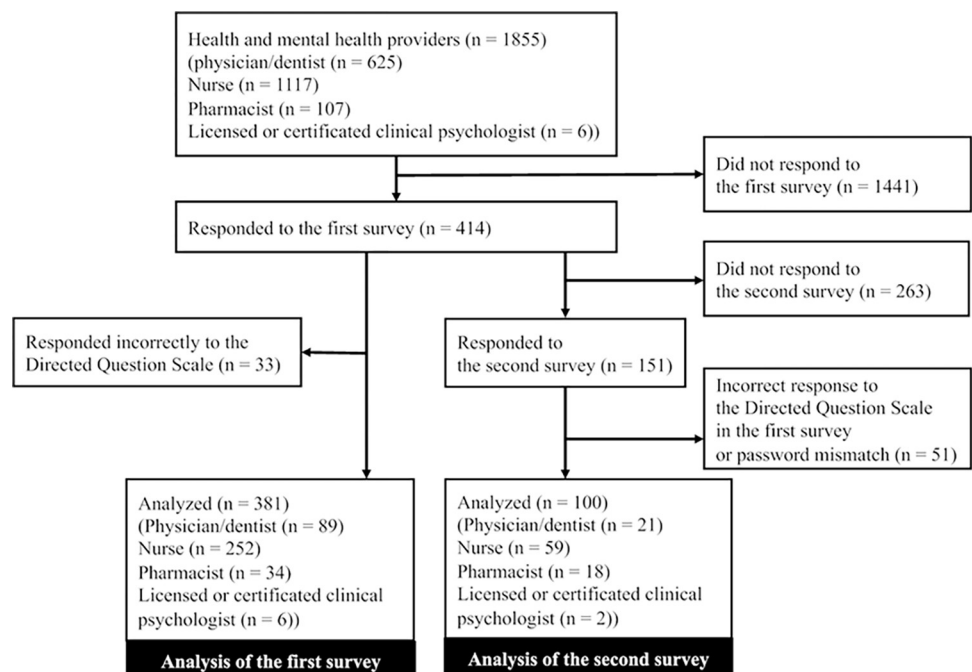 Health and mental health providers (n = 1855)
(physician/dentist (n = 625)
Nurse (n = 1117)
Pharmacist (n = 107)
Licensed or certificated clinical psychologist (n = 6))
Did not respond to
the first survey (n = 1441)
Responded to the first survey (n = 414)
Did not respond to
the second survey (n = 263)
Responded incorrectly to the
Directed Question Scale (n = 33)
Responded to
the second survey (n = 151)
Incorrect response to
the Directed Question Scale
in the first survey
or password mismatch (n = 51)
Analyzed (n = 381)
(Physician/dentist (n = 89)
Nurse (n = 252)
Pharmacist (n = 34)
Licensed or certificated clinical
psychologist (n = 6))
Analysis of the first survey
Analyzed (n = 100)
(Physician/dentist (n = 21)
Nurse (n = 59)
Pharmacist (n = 18)
Licensed or certificated clinical
psychologist (n = 2))
Analysis of the second survey